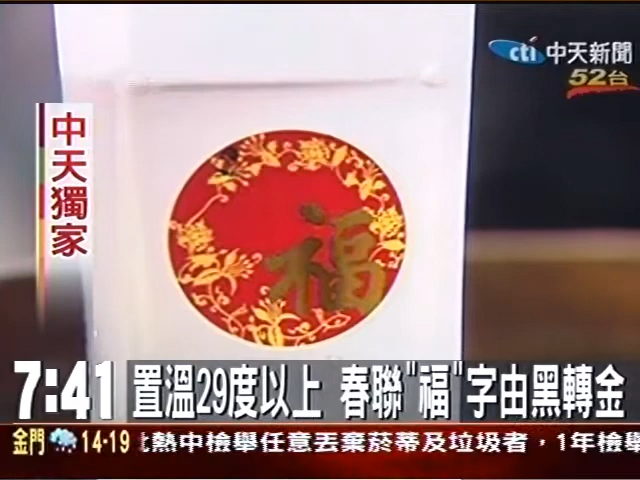 cti 中天新聞
52台
中天獨家
福
7:41
置溫29度以上 春聯"福"字由黑轉金
金門 14-19 熱中檢舉任意丟棄菸蒂及垃圾者，1年檢舉